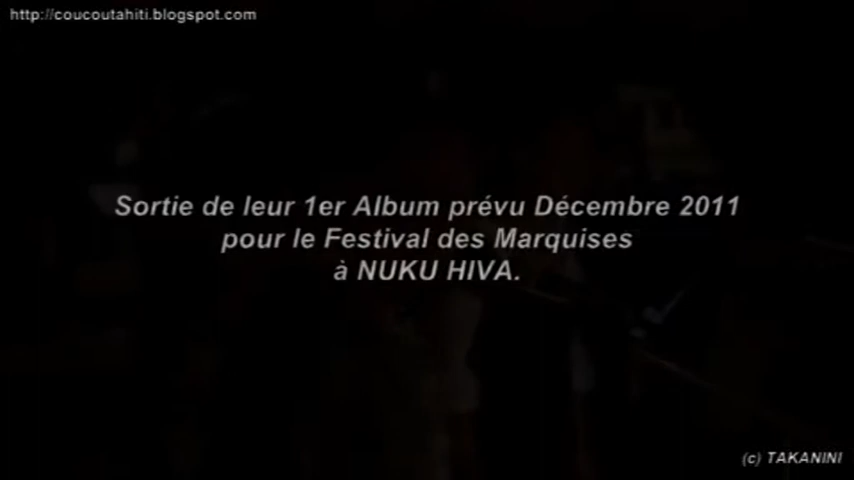 http://coucoutahiti.blogspot.com
Sortie de leur 1er Album prévu Décembre 2011
pour le Festival des Marquises
à NUKU HIVA.
(c) TAKANINI